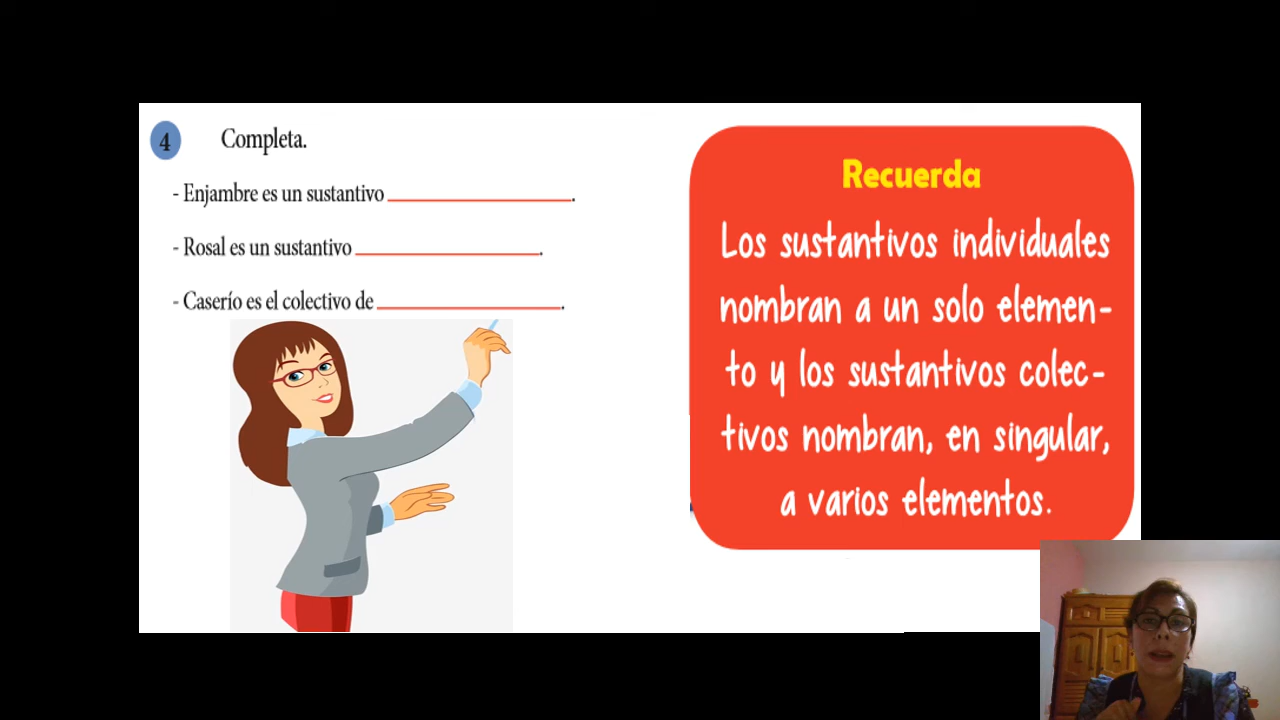 4 Completa.
- Enjambre es un sustantivo ____________________.
- Rosal es un sustantivo ____________________.
- Caserío es el colectivo de ____________________.
Recuerda
Los sustantivos individuales
nombran a un solo elemen-
to y los sustantivos colec-
tivos nombran, en singular,
a varios elementos.